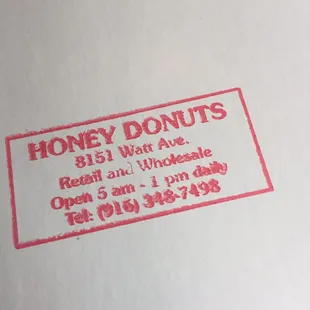 HONEY DONUTS
8151 Watt Ave.
Retail and Wholesale
Open 5 am - 1 pm daily
Tel: (916) 348-7498